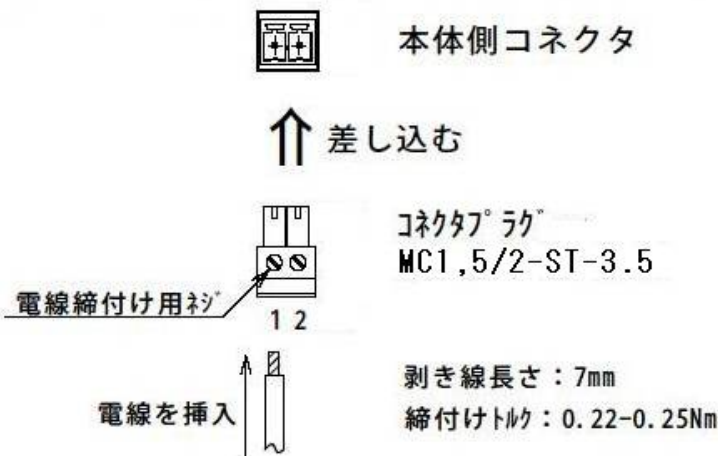 本体側コネクタ
差し込む
コネクタプラグ
MC1,5/2-ST-3.5
電線締付け用ネジ
1 2
電線を挿入
剥き線長さ：7mm
締付けトルク：0.22-0.25Nm